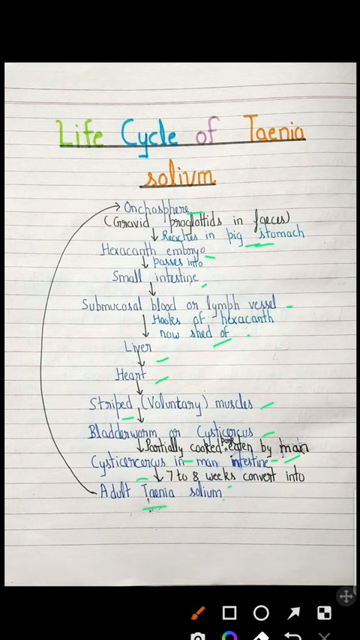 Life Cycle of Taenia
solium
Onchosphere
(Gravid proglottids in faeces)
Reaches in pig stomach
Hexacanth embryo
passes into
Small intestine
Submucosal blood or lymph vessel
Hooks of hexacanth
now shed of
Liver
Heart
Striped (Voluntary) muscles
Bladderworm or Cysticercus
Partially cooked eaten by man
Cysticercorcus in man intestine
7 to 8 weeks convert into
Adult Taenia solium